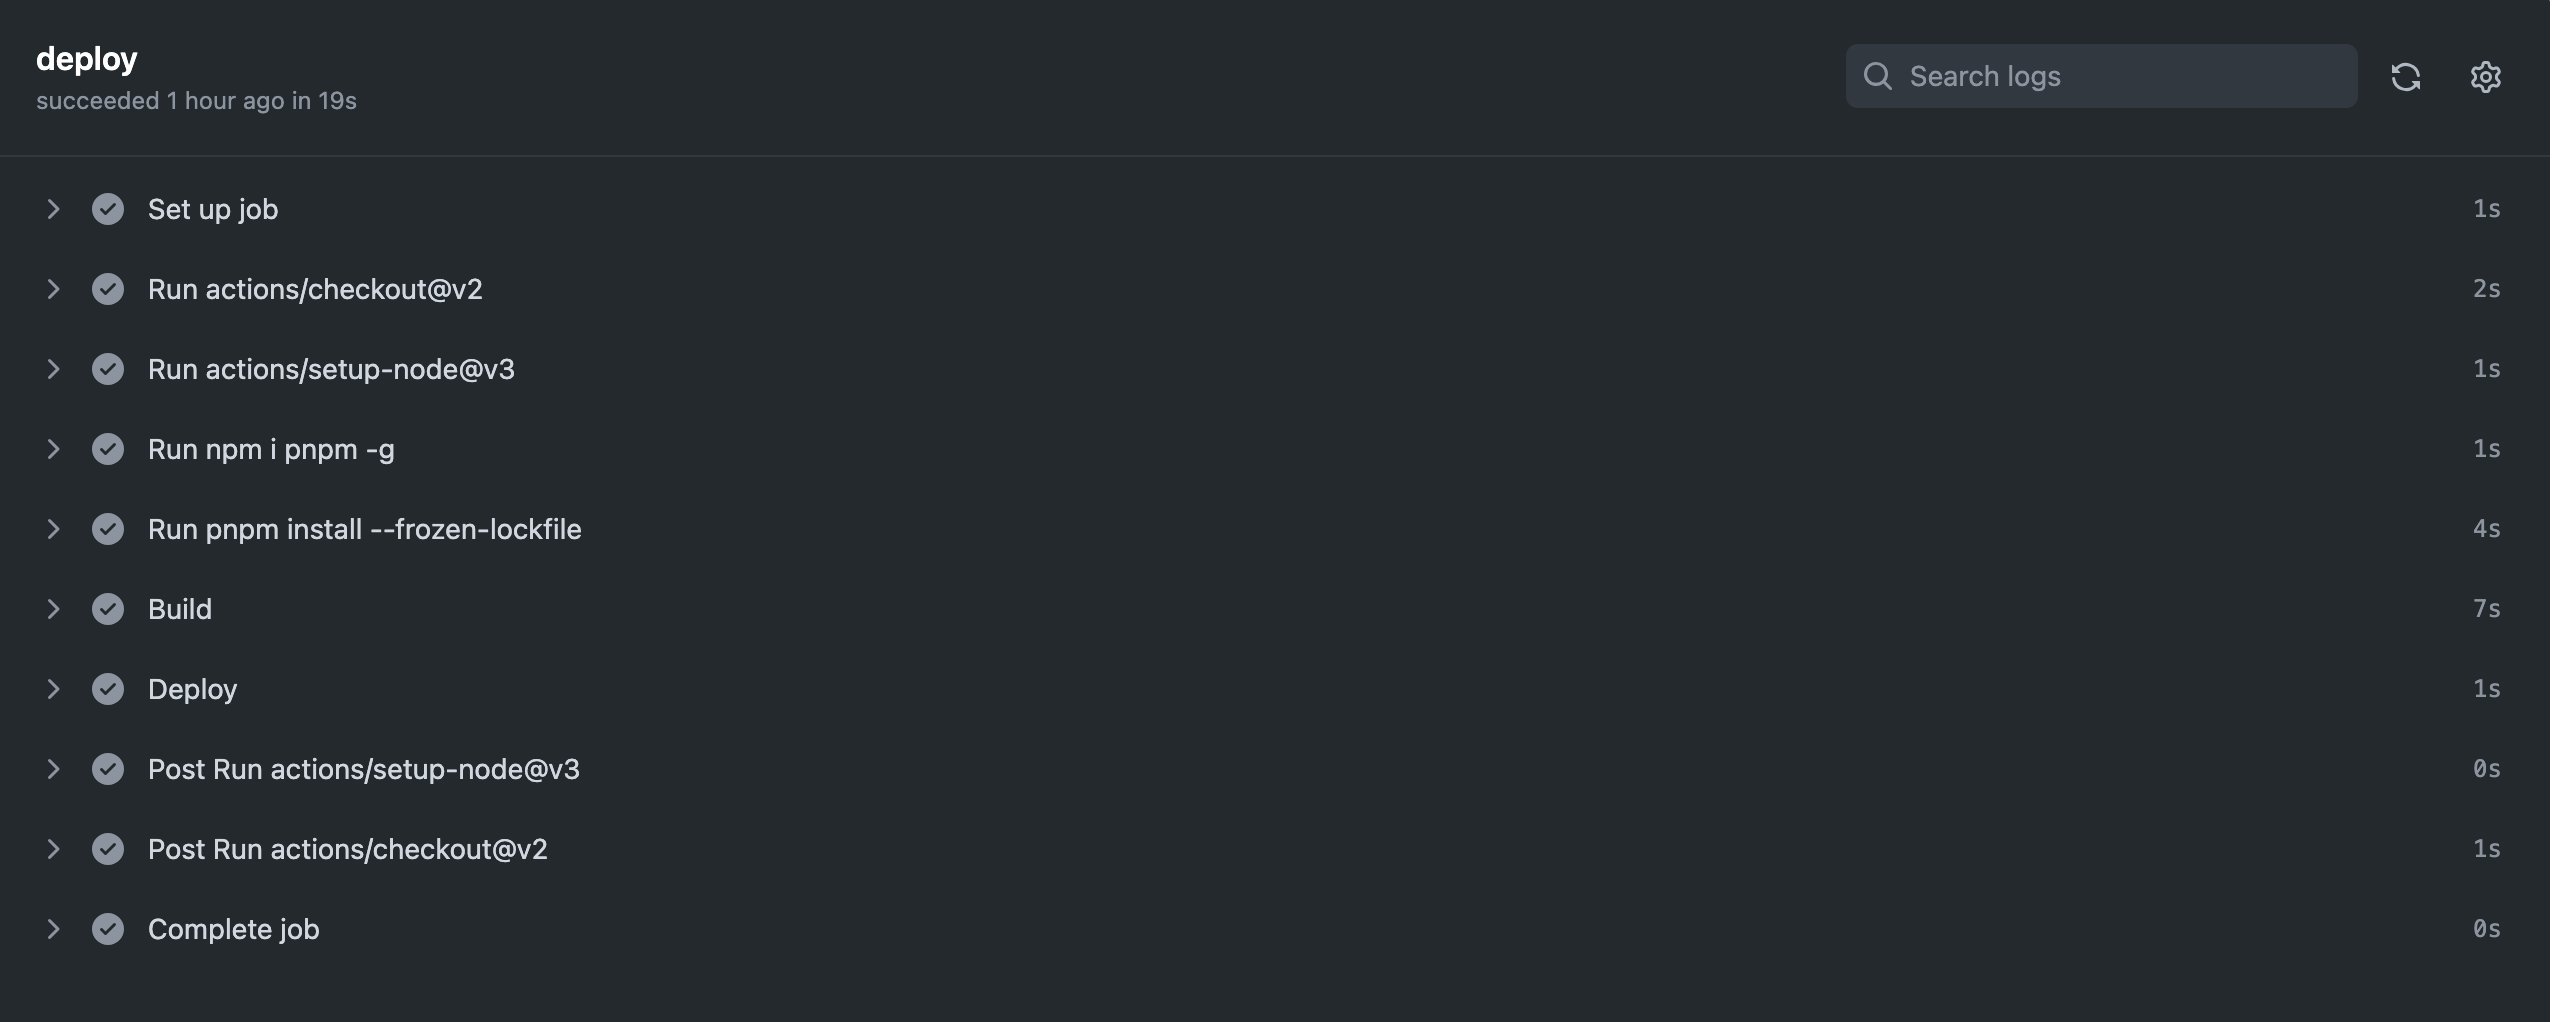 deploy
succeeded 1 hour ago in 19s
Search logs
Set up job 1s
Run actions/checkout@v2 2s
Run actions/setup-node@v3 1s
Run npm i pnpm -g 1s
Run pnpm install --frozen-lockfile 4s
Build 7s
Deploy 1s
Post Run actions/setup-node@v3 0s
Post Run actions/checkout@v2 1s
Complete job 0s